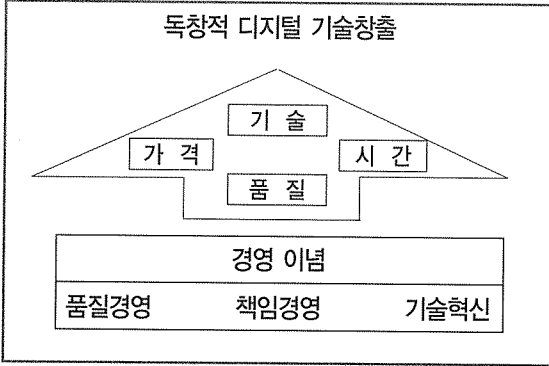 독창적 디지털 기술창출
기 술
가 격 시 간
품 질
경영 이념
품질경영 책임경영 기술혁신